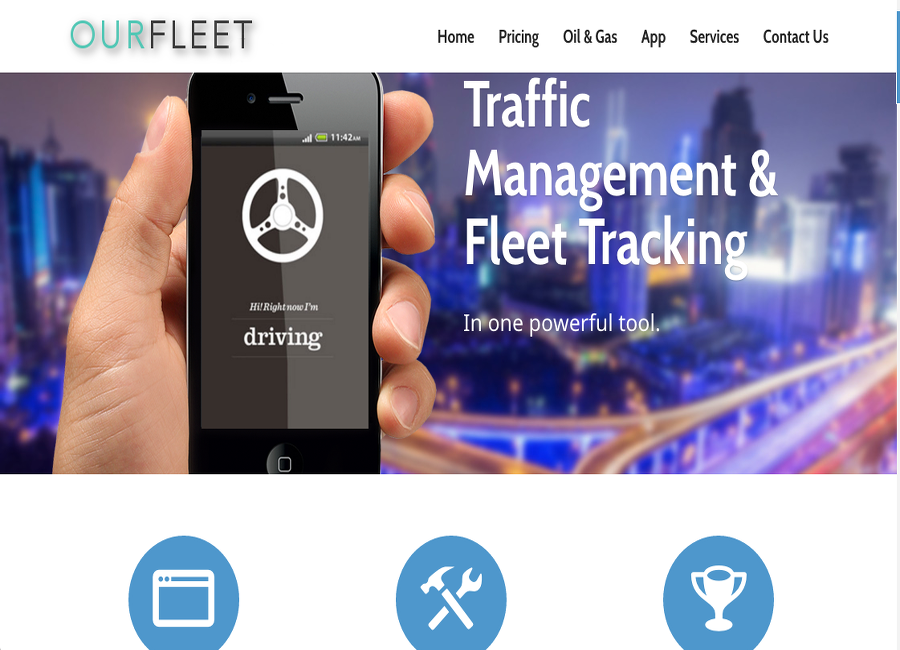 OURFLEET
Home Pricing Oil & Gas App Services Contact Us
11:42AM
Hi! Right now I'm
driving
Traffic
Management &
Fleet Tracking
In one powerful tool.